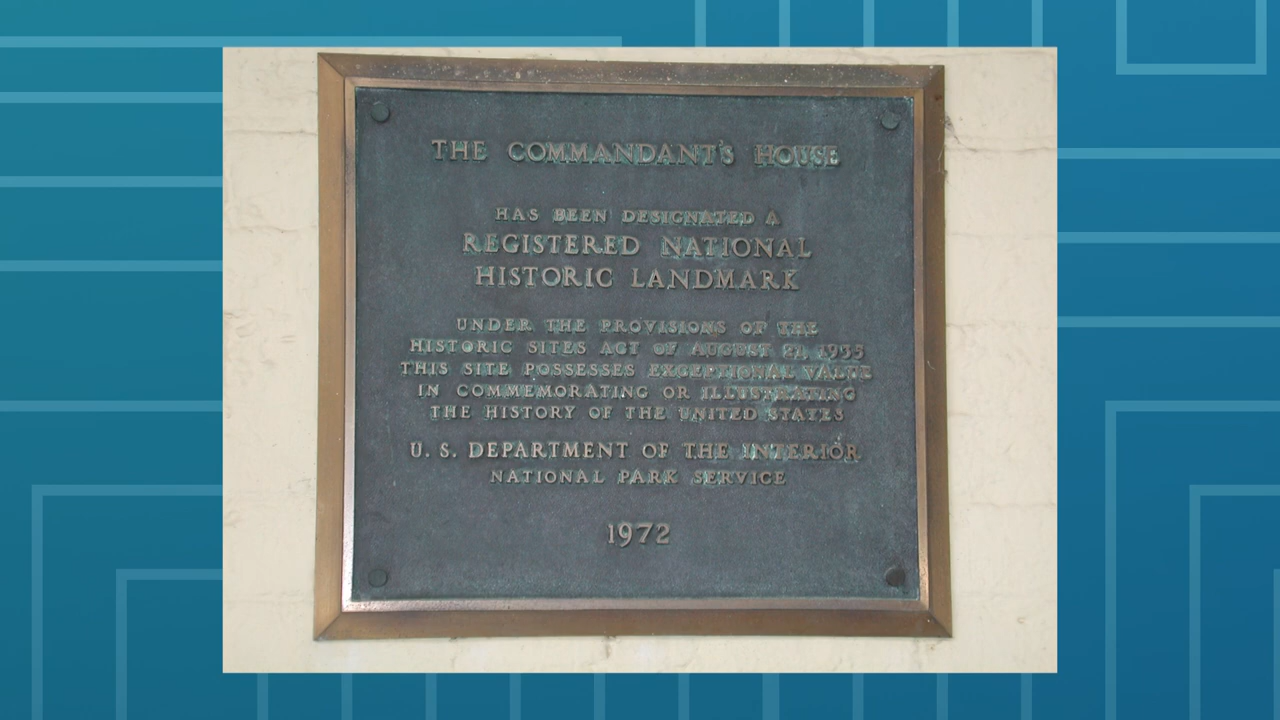 THE COMMANDANT'S HOUSE
HAS BEEN DESIGNATED A
REGISTERED NATIONAL
HISTORIC LANDMARK
UNDER THE PROVISIONS OF THE
HISTORIC SITES ACT OF AUGUST 21, 1935
THIS SITE POSSESSES EXCEPTIONAL VALUE
IN COMMEMORATING OR ILLUSTRATING
THE HISTORY OF THE UNITED STATES
U. S. DEPARTMENT OF THE INTERIOR
NATIONAL PARK SERVICE
1972